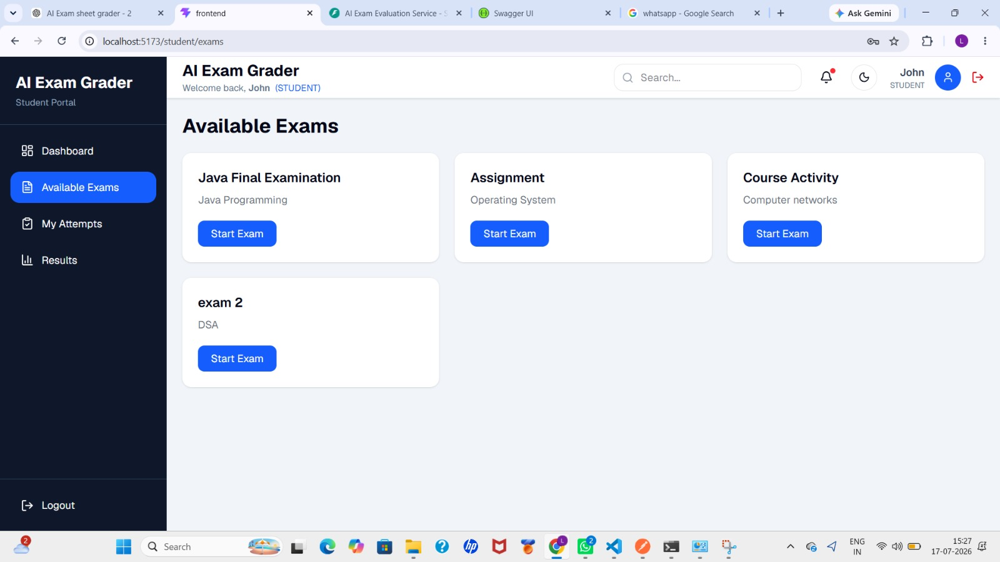 AI Exam sheet grader - 2
frontend
AI Exam Evaluation Service - S
Swagger UI
whatsapp - Google Search
Ask Gemini
localhost:5173/student/exams
L
AI Exam Grader
Student Portal
Dashboard
Available Exams
My Attempts
Results
Logout
AI Exam Grader
Welcome back, John (STUDENT)
Search...
John
STUDENT
Available Exams
Java Final Examination
Java Programming
Start Exam
Assignment
Operating System
Start Exam
Course Activity
Computer networks
Start Exam
exam 2
DSA
Start Exam
2
Search
hp
L
2
ENG
IN
15:27
17-07-2026